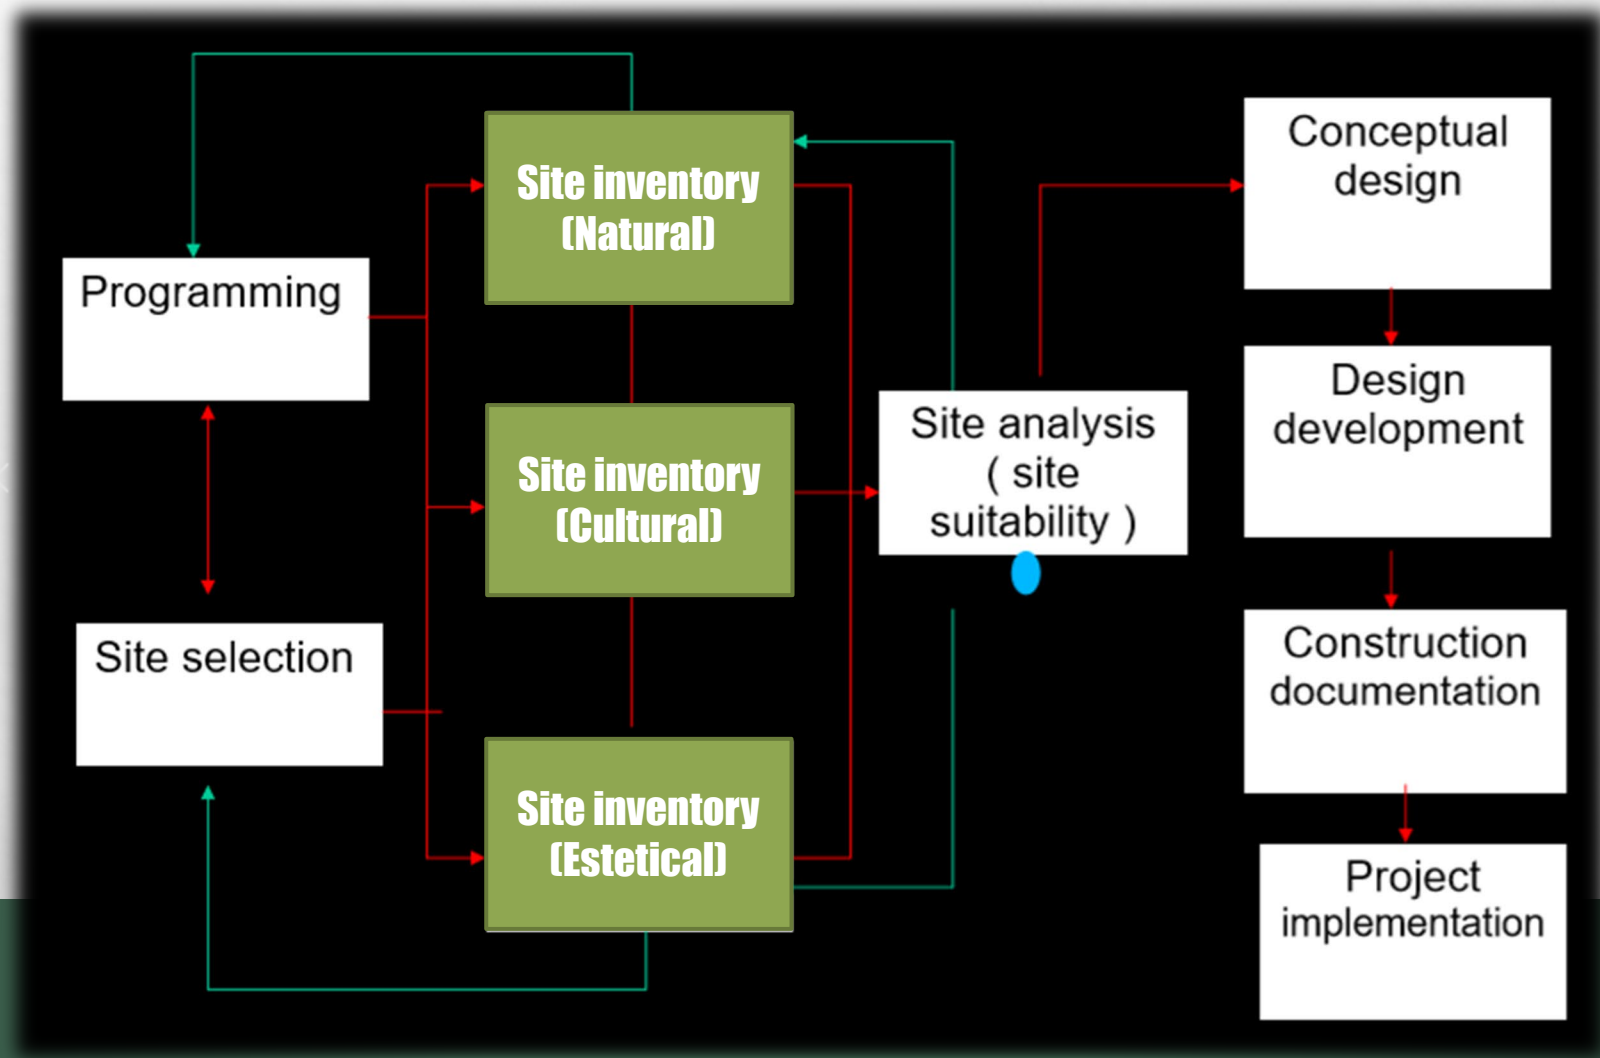 Programming
Site selection
Site inventory
(Natural)
Site inventory
(Cultural)
Site inventory
(Estetical)
Site analysis
( site
suitability )
Conceptual
design
Design
development
Construction
documentation
Project
implementation